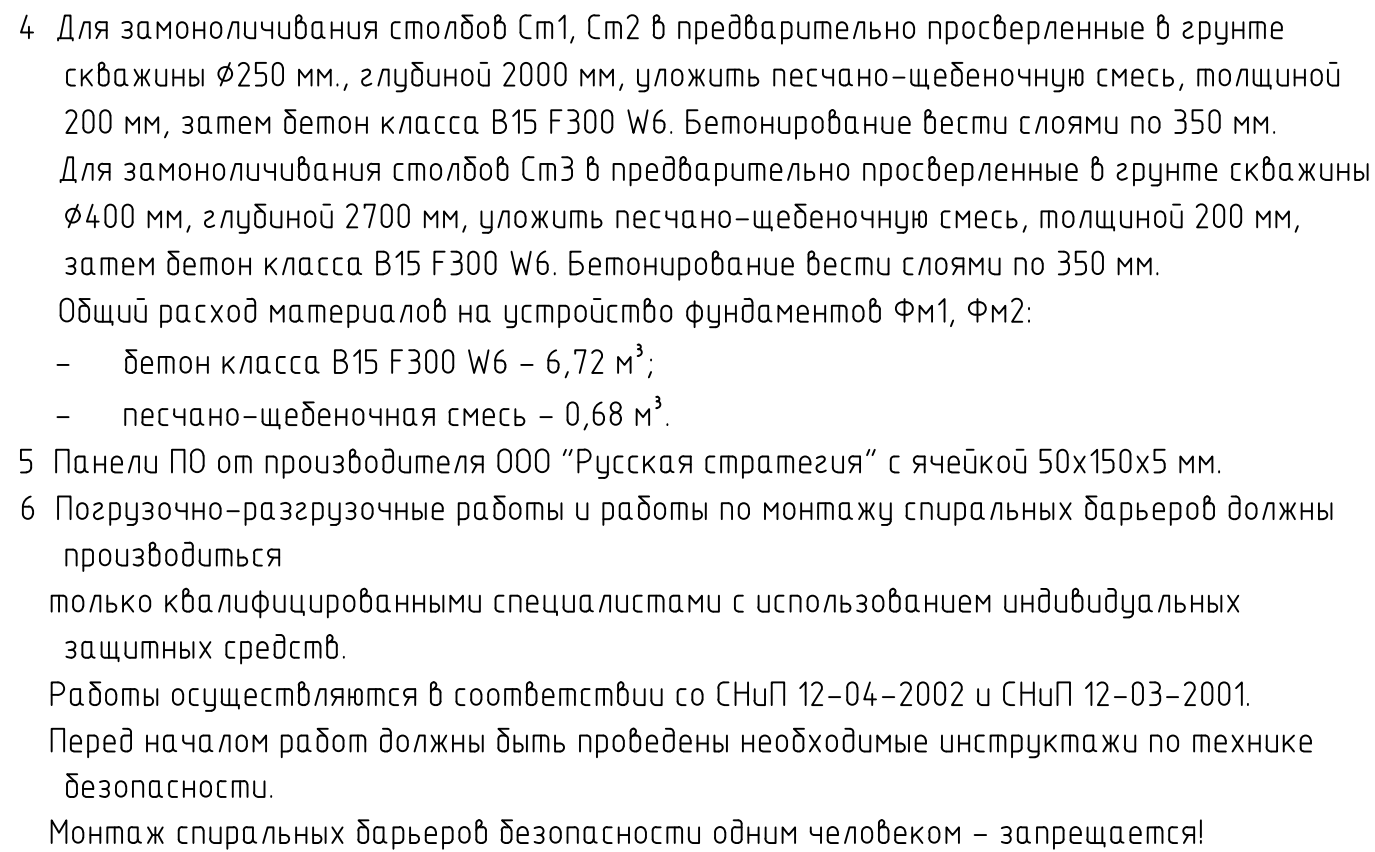 4 Для замоноличивания столбов Ст1, Ст2 в предварительно просверленные в грунте
скважины Ø250 мм., глубиной 2000 мм, уложить песчано-щебеночную смесь, толщиной
200 мм, затем бетон класса В15 F300 W6. Бетонирование вести слоями по 350 мм.
Для замоноличивания столбов Ст3 в предварительно просверленные в грунте скважины
Ø400 мм, глубиной 2700 мм, уложить песчано-щебеночную смесь, толщиной 200 мм,
затем бетон класса В15 F300 W6. Бетонирование вести слоями по 350 мм.
Общий расход материалов на устройство фундаментов Фм1, Фм2:
- бетон класса В15 F300 W6 - 6,72 м³;
- песчано-щебеночная смесь - 0,68 м³.
5 Панели ПО от производителя ООО "Русская стратегия" с ячейкой 50х150х5 мм.
6 Погрузочно-разгрузочные работы и работы по монтажу спиральных барьеров должны
производиться
только квалифицированными специалистами с использованием индивидуальных
защитных средств.
Работы осуществляются в соответствии со СНиП 12-04-2002 и СНиП 12-03-2001.
Перед началом работ должны быть проведены необходимые инструктажи по технике
безопасности.
Монтаж спиральных барьеров безопасности одним человеком - запрещается!